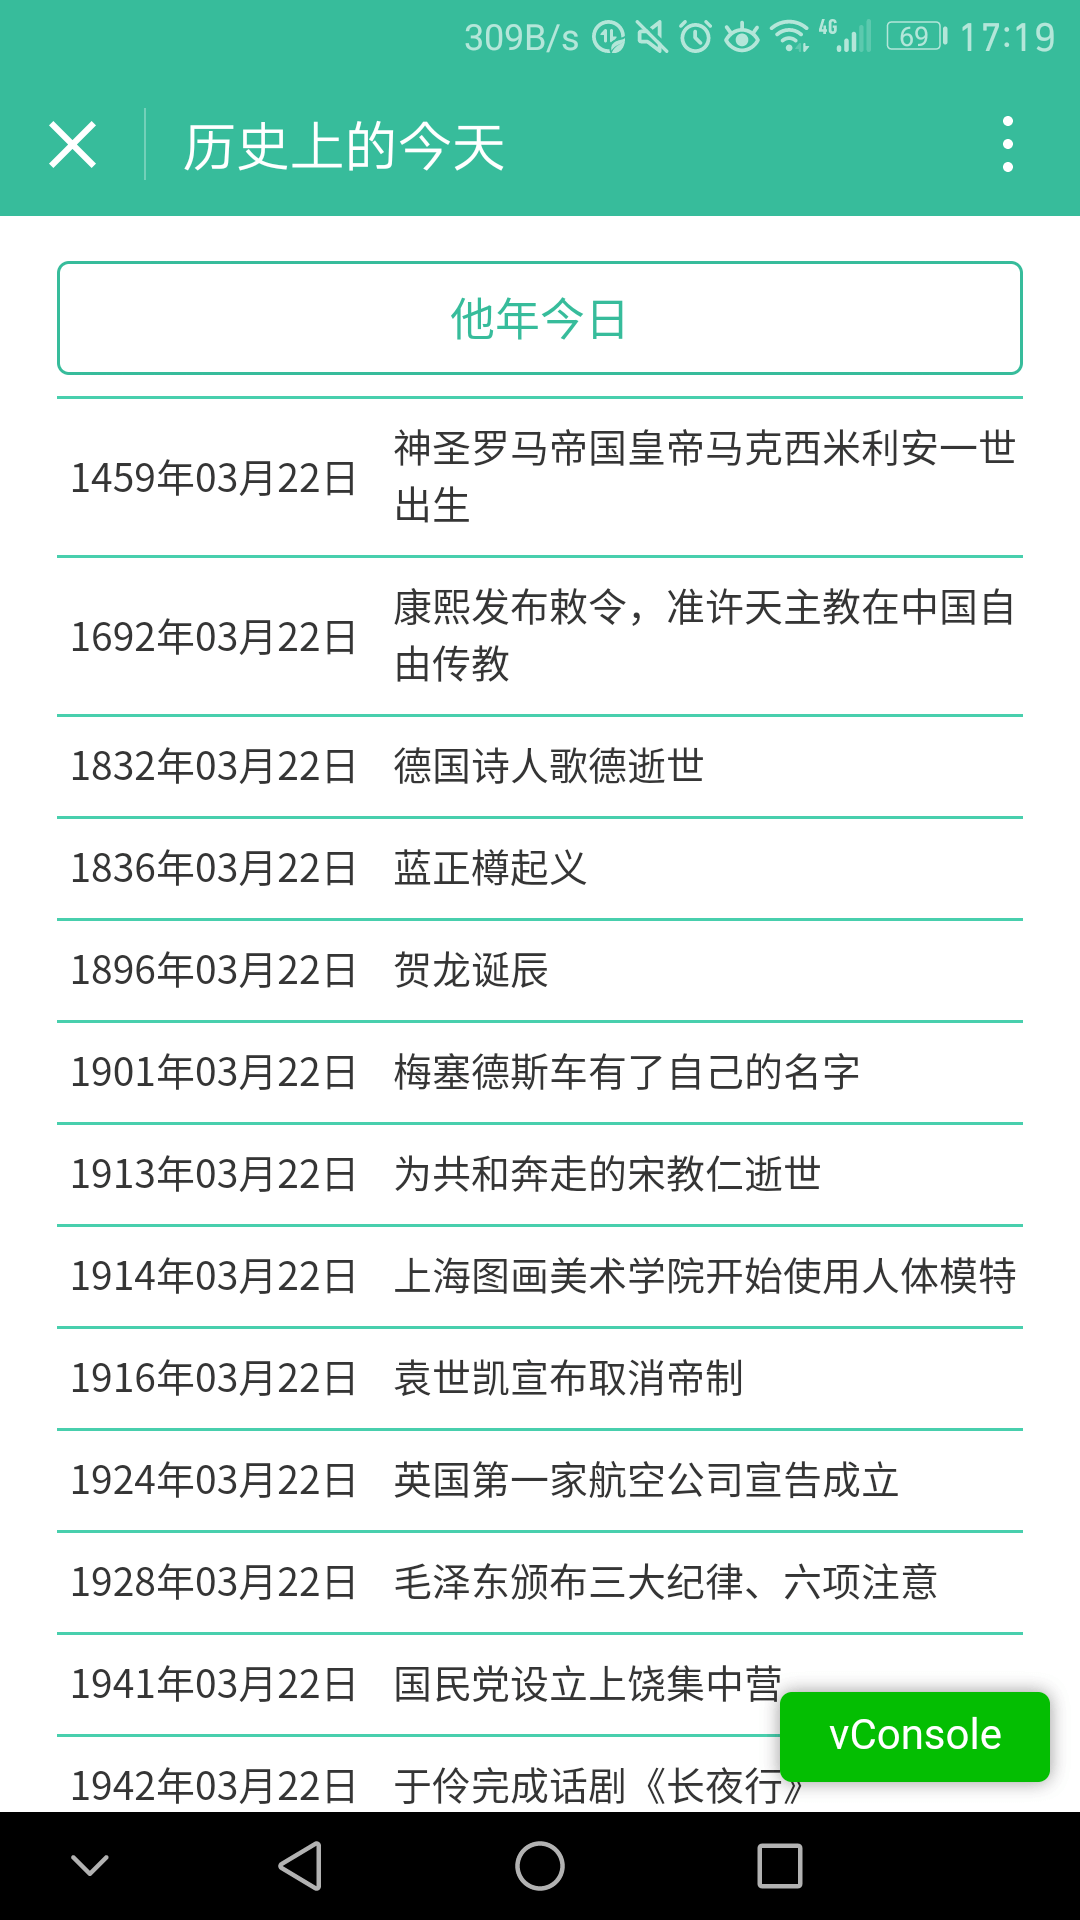 309B/s 4G 69 17:19
历史上的今天
他年今日
1459年03月22日 神圣罗马帝国皇帝马克西米利安一世
出生
1692年03月22日 康熙发布敕令，准许天主教在中国自
由传教
1832年03月22日 德国诗人歌德逝世
1836年03月22日 蓝正樽起义
1896年03月22日 贺龙诞辰
1901年03月22日 梅塞德斯车有了自己的名字
1913年03月22日 为共和奔走的宋教仁逝世
1914年03月22日 上海图画美术学院开始使用人体模特
1916年03月22日 袁世凯宣布取消帝制
1924年03月22日 英国第一家航空公司宣告成立
1928年03月22日 毛泽东颁布三大纪律、六项注意
1941年03月22日 国民党设立上饶集中营
vConsole
1942年03月22日 于伶完成话剧《长夜行》